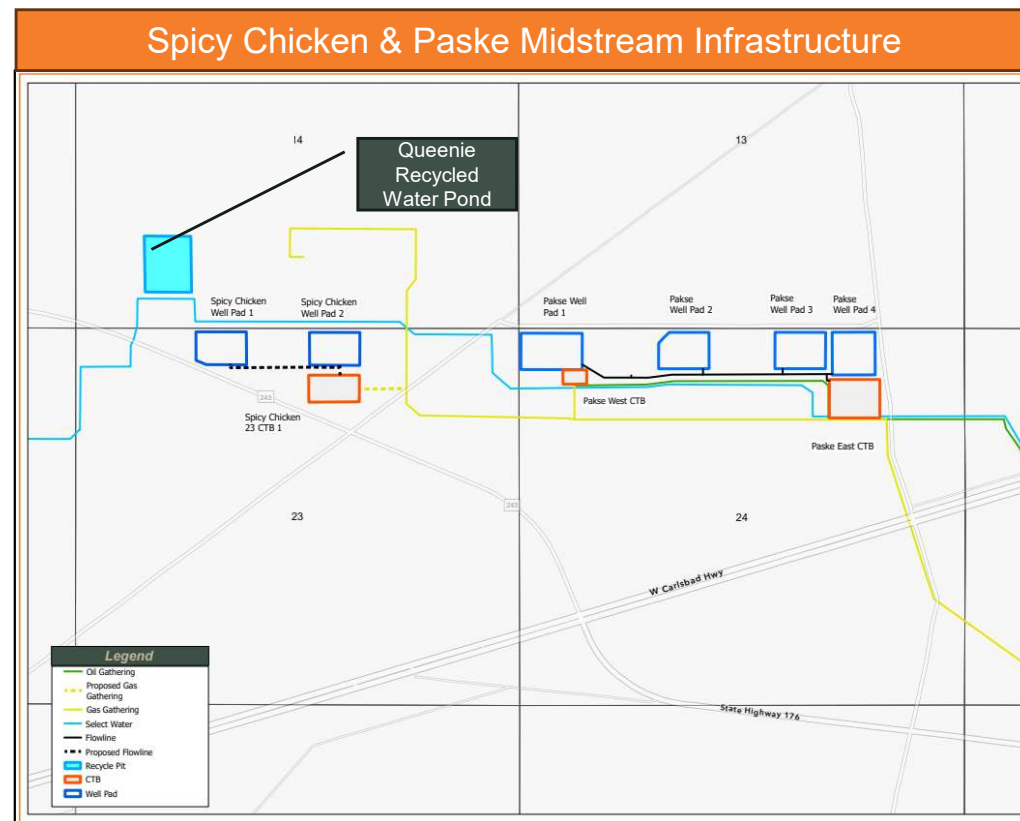 Spicy Chicken & Paske Midstream Infrastructure
14
13
Queenie
Recycled
Water Pond
Spicy Chicken
Well Pad 1
Spicy Chicken
Well Pad 2
Pakse Well
Pad 1
Pakse
Well Pad 2
Pakse
Well Pad 3
Pakse
Well Pad 4
243
Spicy Chicken
23 CTB 1
Pakse West CTB
Paske East CTB
243
23
24
W Carlsbad Hwy
State Highway 176
Legend
Oil Gathering
Proposed Gas
Gathering
Gas Gathering
Select Water
Flowline
Proposed Flowline
Recycle Pit
CTB
Well Pad